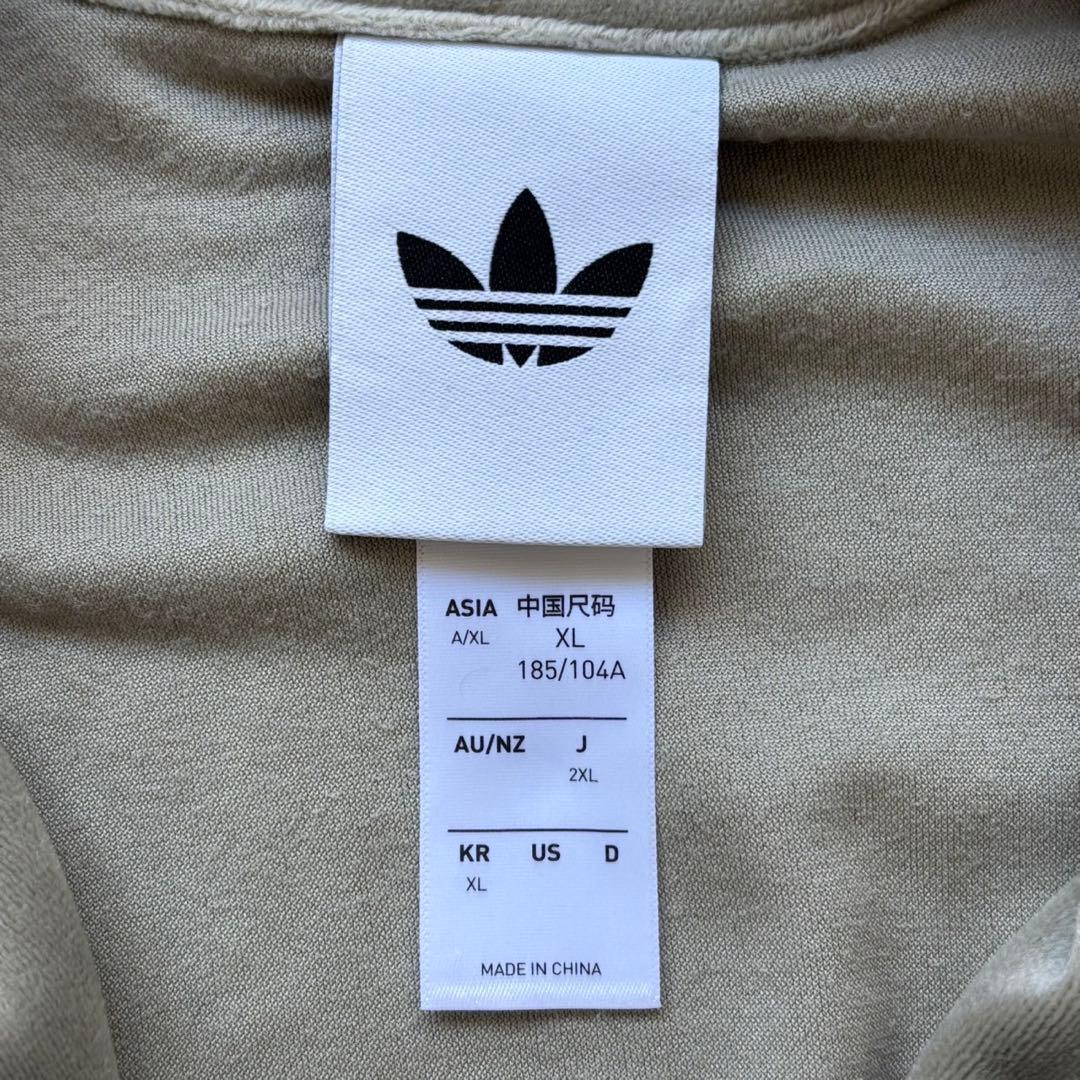 ASIA 中国尺码
A/XL XL
185/104A
AU/NZ J
2XL
KR US D
XL
MADE IN CHINA